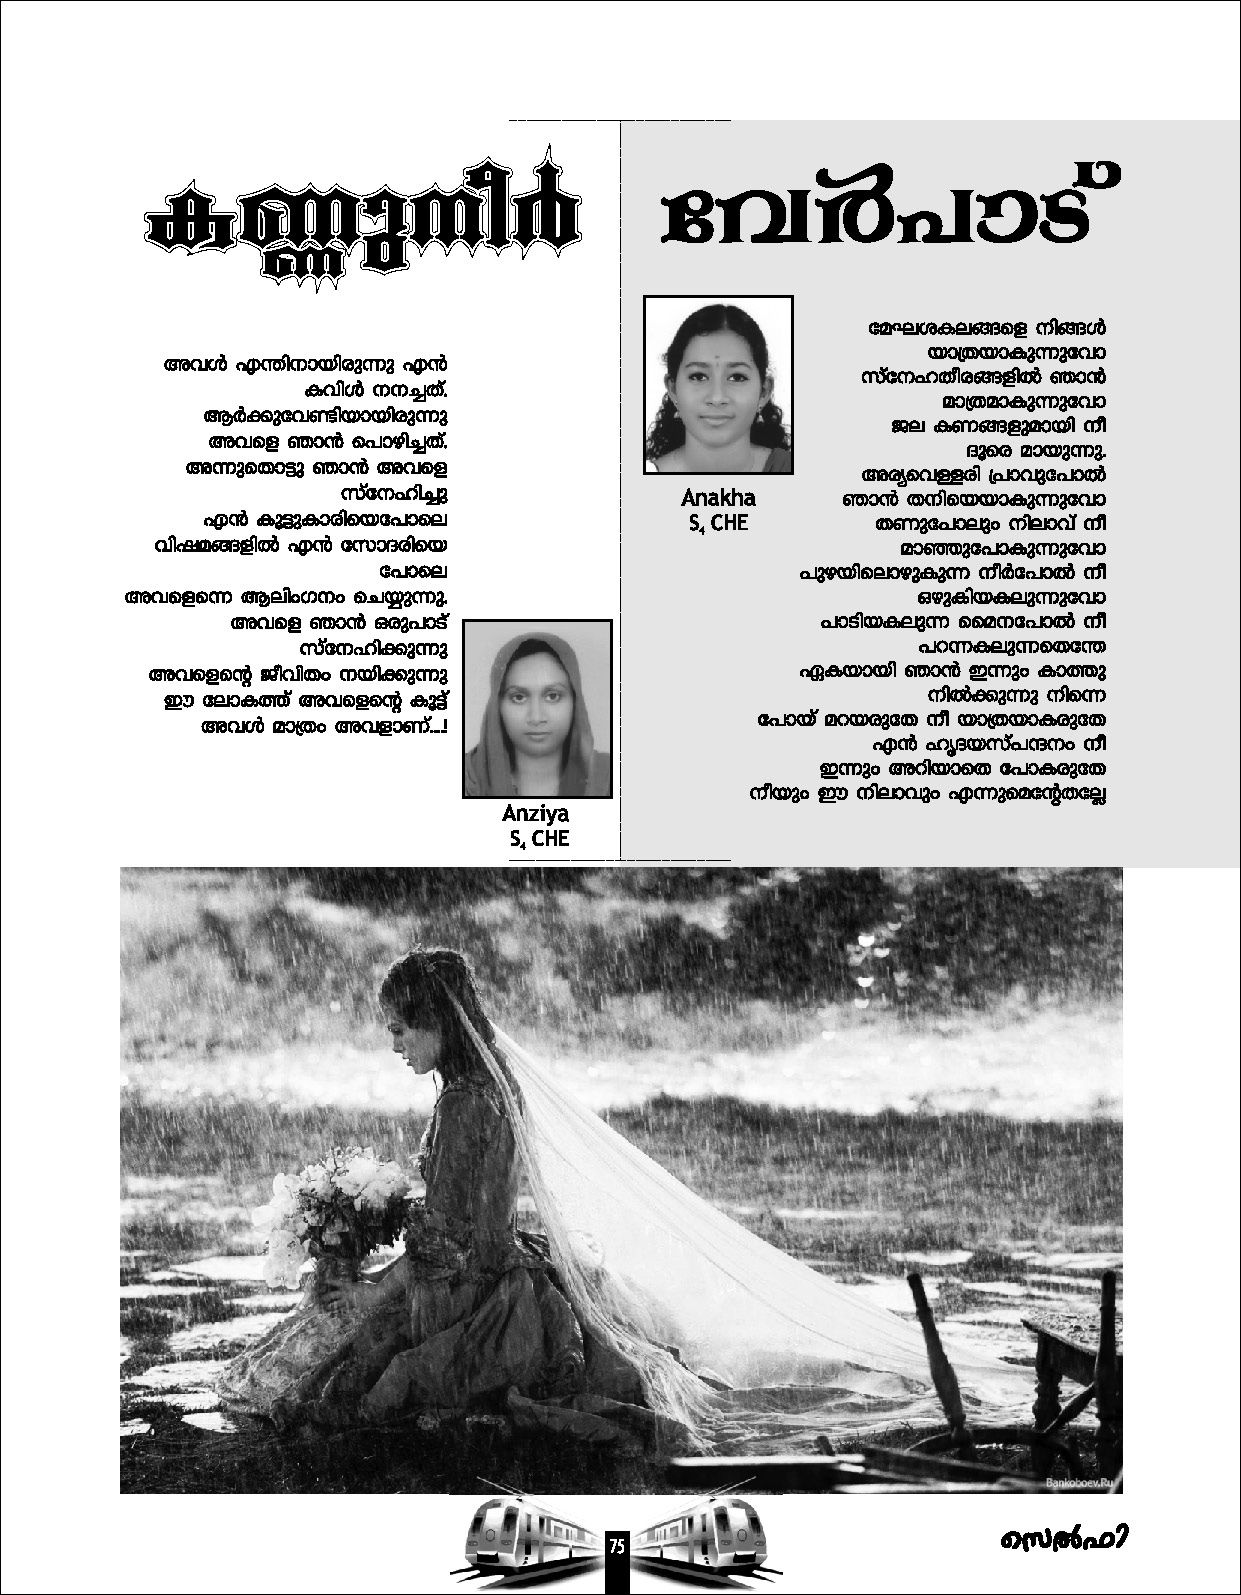 കണ്ണുനീർ
അവൾ എന്തിനായിരുന്നു എൻ
കവിൾ നനച്ചത്.
ആർക്കുവേണ്ടിയായിരുന്നു
അവളെ ഞാൻ പൊഴിച്ചത്.
അന്നുതൊട്ടു ഞാൻ അവളെ
സ്നേഹിച്ചു
എൻ കൂട്ടുകാരിയെപോലെ
വിഷമങ്ങളിൽ എൻ സോദരിയെ
പോലെ
അവളെന്നെ ആലിംഗനം ചെയ്യുന്നു.
അവളെ ഞാൻ ഒരുപാട്
സ്നേഹിക്കുന്നു
അവളെന്റെ ജീവിതം നയിക്കുന്നു
ഈ ലോകത്ത് അവളെന്റെ കൂട്ട്
അവൾ മാത്രം അവളാണ്...!
Anziya
S4 CHE
വേർപാട്
Anakha
S4 CHE
മേഘശകലങ്ങളെ നിങ്ങൾ
യാത്രയാകുന്നുവോ
സ്നേഹതീരങ്ങളിൽ ഞാൻ
മാത്രമാകുന്നുവോ
ജല കണങ്ങളുമായി നീ
ദൂരെ മായുന്നു.
അര്യവെള്ളരി പ്രാവുപോൽ
ഞാൻ തനിയെയാകുന്നുവോ
തണുപോലും നിലാവ് നീ
മാഞ്ഞുപോകുന്നുവോ
പുഴയിലൊഴുകുന്ന നീർപോൽ നീ
ഒഴുകിയകലുന്നുവോ
പാടിയകലുന്ന മൈനപോൽ നീ
പറന്നകലുന്നതെന്തേ
ഏകയായി ഞാൻ ഇന്നും കാത്തു
നിൽക്കുന്നു നിന്നെ
പോയ് മറയരുതേ നീ യാത്രയാകരുതേ
എൻ ഹൃദയസ്പന്ദനം നീ
ഇന്നും അറിയാതെ പോകരുതേ
നീയും ഈ നിലാവും എന്നുമെന്റേതല്ലേ
Bankoboev.Ru
75
സെൽഫി